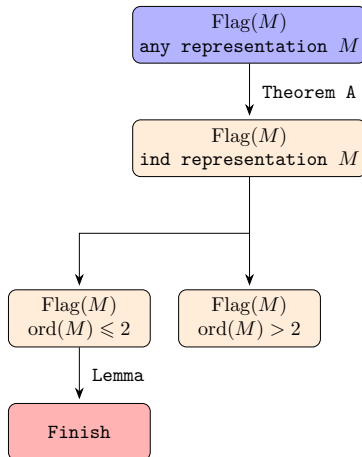 Flag(M)
any representation M
Theorem A
Flag(M)
ind representation M
Flag(M)
ord(M) ⩽ 2
Flag(M)
ord(M) > 2
Lemma
Finish